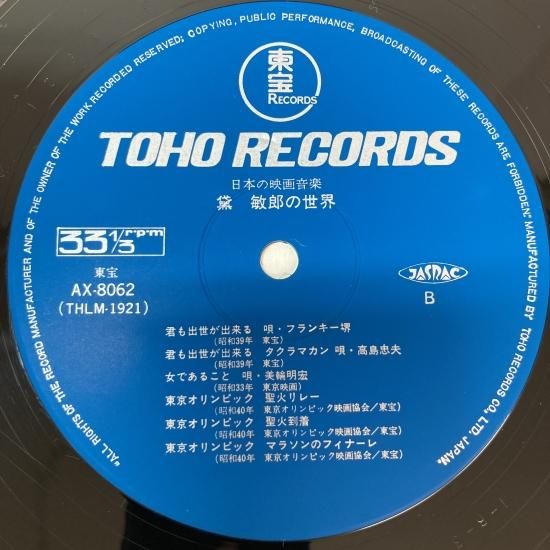 "ALL RIGHTS OF THE RECORD MANUFACTURER AND OF THE OWNER OF THE WORK RECORDED RESERVED; COPYING, PUBLIC PERFORMANCE, BROADCASTING OF THESE RECORDS ARE FORBIDDEN" MANUFACTURED BY TOHO RECORDS CO., LTD. JAPAN.
東宝
RECORDS
TOHO RECORDS
日本の映画音楽
黛 敏郎の世界
33 1/3 r.p.m
東宝
AX-8062
(THLM-1921)
JASRAC
B
君も出世が出来る 唄・フランキー堺
(昭和39年 東宝)
君も出世が出来る タクラマカン 唄・高島忠夫
(昭和39年 東宝)
女であること 唄・美輪明宏
(昭和33年 東京映画)
東京オリンピック 聖火リレー
(昭和40年 東京オリンピック映画協会/東宝)
東京オリンピック 聖火到着
(昭和40年 東京オリンピック映画協会/東宝)
東京オリンピック マラソンのフィナーレ
(昭和40年 東京オリンピック映画協会/東宝)